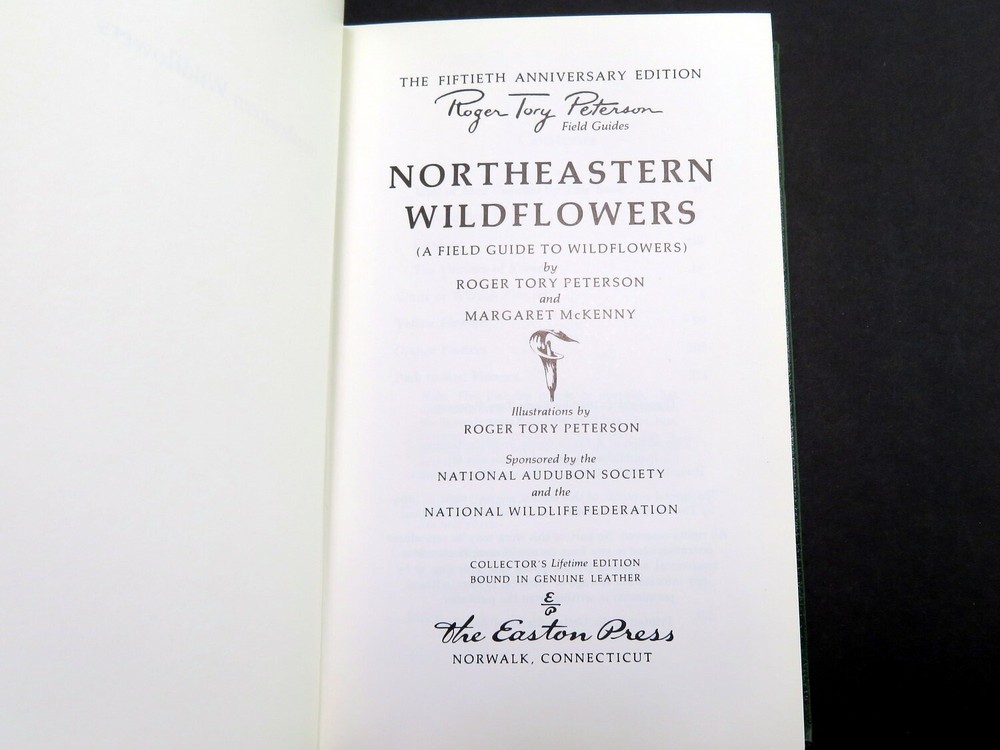 THE FIFTIETH ANNIVERSARY EDITION
Roger Tory Peterson
Field Guides
NORTHEASTERN
WILDFLOWERS
(A FIELD GUIDE TO WILDFLOWERS)
by
ROGER TORY PETERSON
and
MARGARET McKENNY
Illustrations by
ROGER TORY PETERSON
Sponsored by the
NATIONAL AUDUBON SOCIETY
and the
NATIONAL WILDLIFE FEDERATION
COLLECTOR'S Lifetime EDITION
BOUND IN GENUINE LEATHER
E
P
The Easton Press
NORWALK, CONNECTICUT